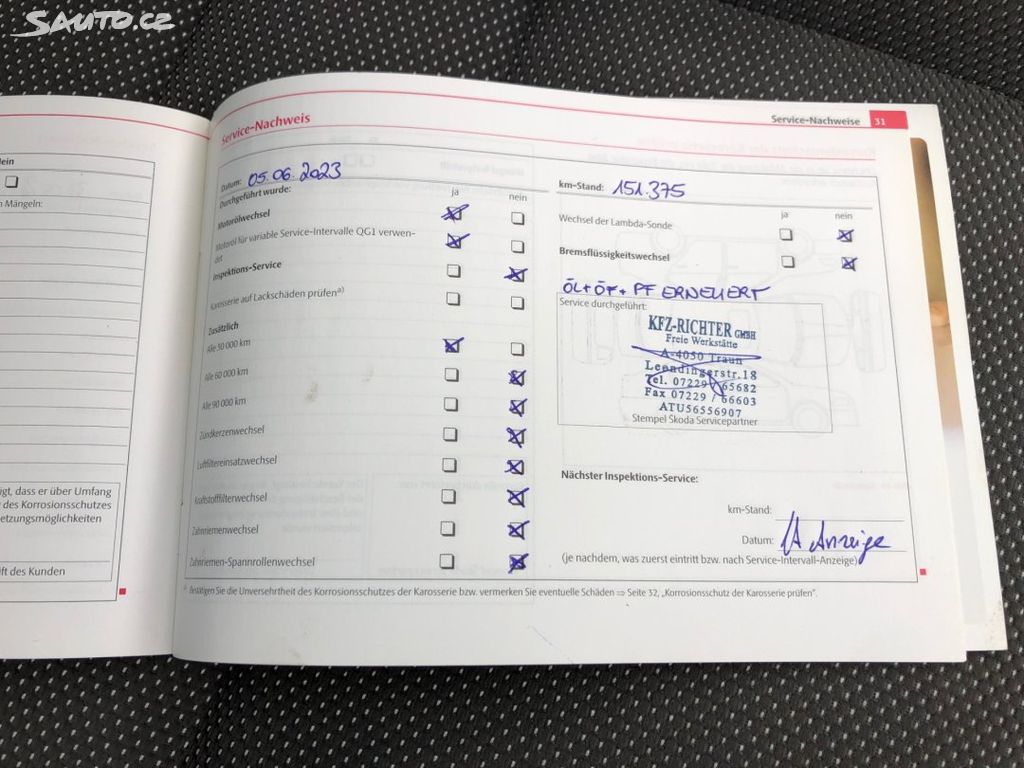 SAUTO.CZ
lein
n Mängeln:
igt, dass er über Umfang
des Korrosionsschutzes
etzungsmöglichkeiten
ift des Kunden
Service-Nachweis
Service-Nachweise 31
Datum: 05.06.2023
Durchgeführt wurde:
ja nein
Motorölwechsel
Motoröl für variable Service-Intervalle QG1 verwen-
det
Inspektions-Service
Karosserie auf Lackschäden prüfen a)
Zusätzlich
Alle 30 000 km
Alle 60 000 km
Alle 90 000 km
Zündkerzenwechsel
Luftfiltereinsatzwechsel
Kraftstofffilterwechsel
Zahnriemenwechsel
Zahnriemen-Spannrollenwechsel
km-Stand: 151.375
ja nein
Wechsel der Lambda-Sonde
Bremsflüssigkeitswechsel
ÖL+ÖF+PF ERNEUERT
Service durchgeführt:
KFZ-RICHTER GMBH
Freie Werkstätte
A-4050 Traun
Leondingerstr.18
Tel. 07229 / 65682
Fax 07229 / 66603
ATU56556907
Stempel Škoda Servicepartner
Nächster Inspektions-Service:
km-Stand:
Datum: lt Anzeige
(je nachdem, was zuerst eintritt bzw. nach Service-Intervall-Anzeige)
a) Bestätigen Sie die Unversehrtheit des Korrosionsschutzes der Karosserie bzw. vermerken Sie eventuelle Schäden ⇒ Seite 32, „Korrosionsschutz der Karosserie prüfen".